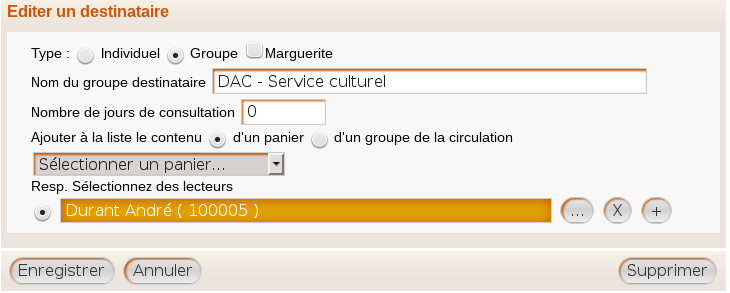 Editer un destinataire
Type : Individuel Groupe Marguerite
Nom du groupe destinataire DAC - Service culturel
Nombre de jours de consultation 0
Ajouter à la liste le contenu d'un panier d'un groupe de la circulation
Sélectionner un panier...
Resp. Sélectionnez des lecteurs
Durant André ( 100005 ) ... X +
Enregistrer Annuler Supprimer